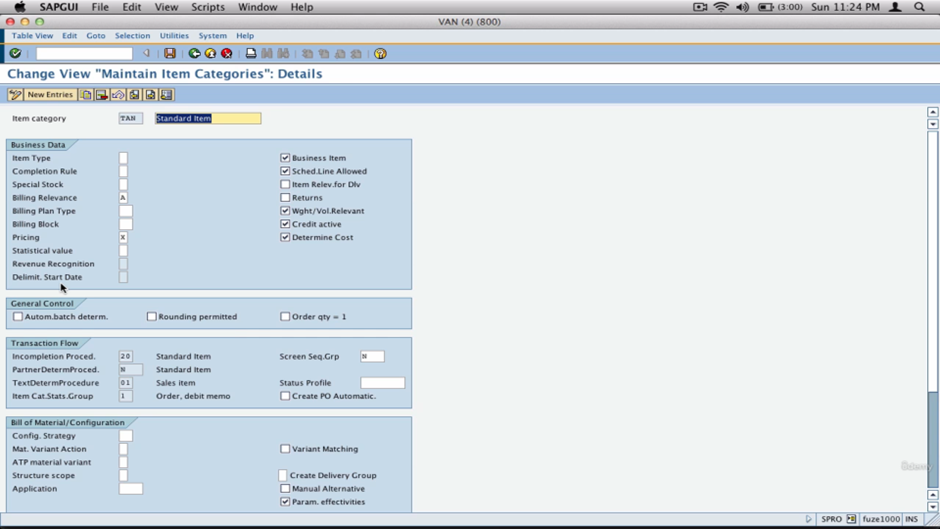 SAPGUI File Edit View Scripts Window Help (3:00) Sun 11:24 PM
VAN (4) (800)
Table View Edit Goto Selection Utilities System Help
Change View "Maintain Item Categories": Details
New Entries
Item category TAN Standard Item
Business Data
Item Type Business Item
Completion Rule Sched.Line Allowed
Special Stock Item Relev.for Dlv
Billing Relevance A Returns
Billing Plan Type Wght/Vol.Relevant
Billing Block Credit active
Pricing X Determine Cost
Statistical value
Revenue Recognition
Delimit. Start Date
General Control
Autom.batch determ. Rounding permitted Order qty = 1
Transaction Flow
Incompletion Proced. 20 Standard Item Screen Seq.Grp N
PartnerDetermProced. N Standard Item
TextDetermProcedure 01 Sales item Status Profile
Item Cat.Stats.Group 1 Order, debit memo Create PO Automatic.
Bill of Material/Configuration
Config. Strategy
Mat. Variant Action Variant Matching
ATP material variant
Structure scope Create Delivery Group
Application Manual Alternative
Param. effectivities
Udemy
SPRO fuze1000 INS